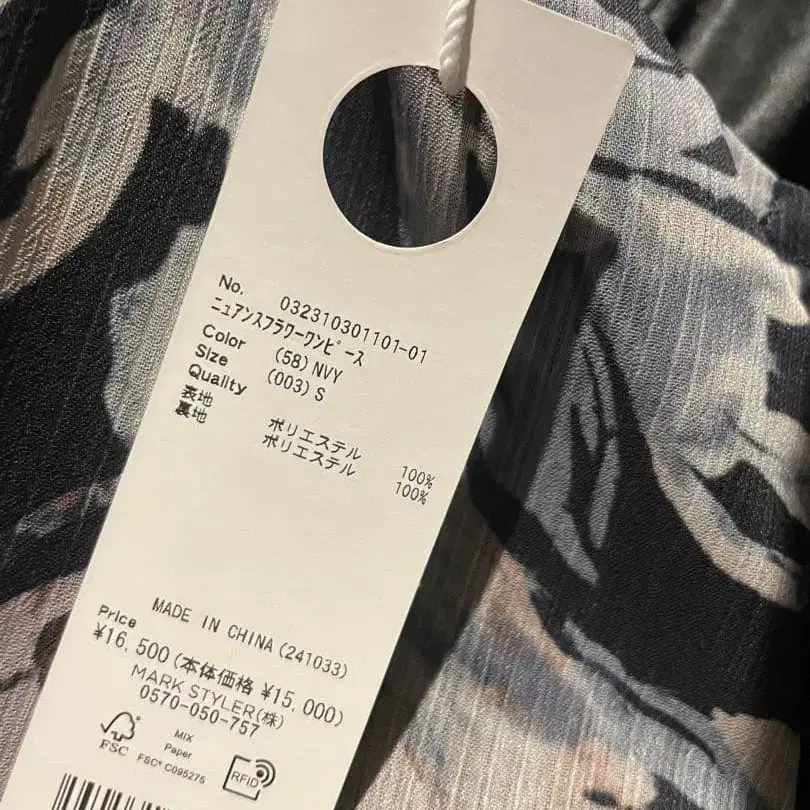 No. 032310301101-01
ニュアンスフラワーワンピース
Color (58) NVY
Size (003) S
Quality
表地 ポリエステル 100%
裏地 ポリエステル 100%
MADE IN CHINA (241033)
Price
¥16,500 (本体価格 ¥15,000)
MARK STYLER(株)
0570-050-757
FSC
MIX
Paper
FSC® C095275
RFID